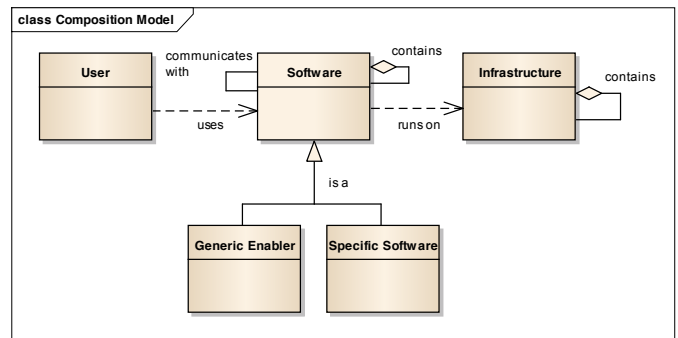 class Composition Model
User
communicates
with
Software
contains
Infrastructure
contains
uses
runs on
is a
Generic Enabler
Specific Software